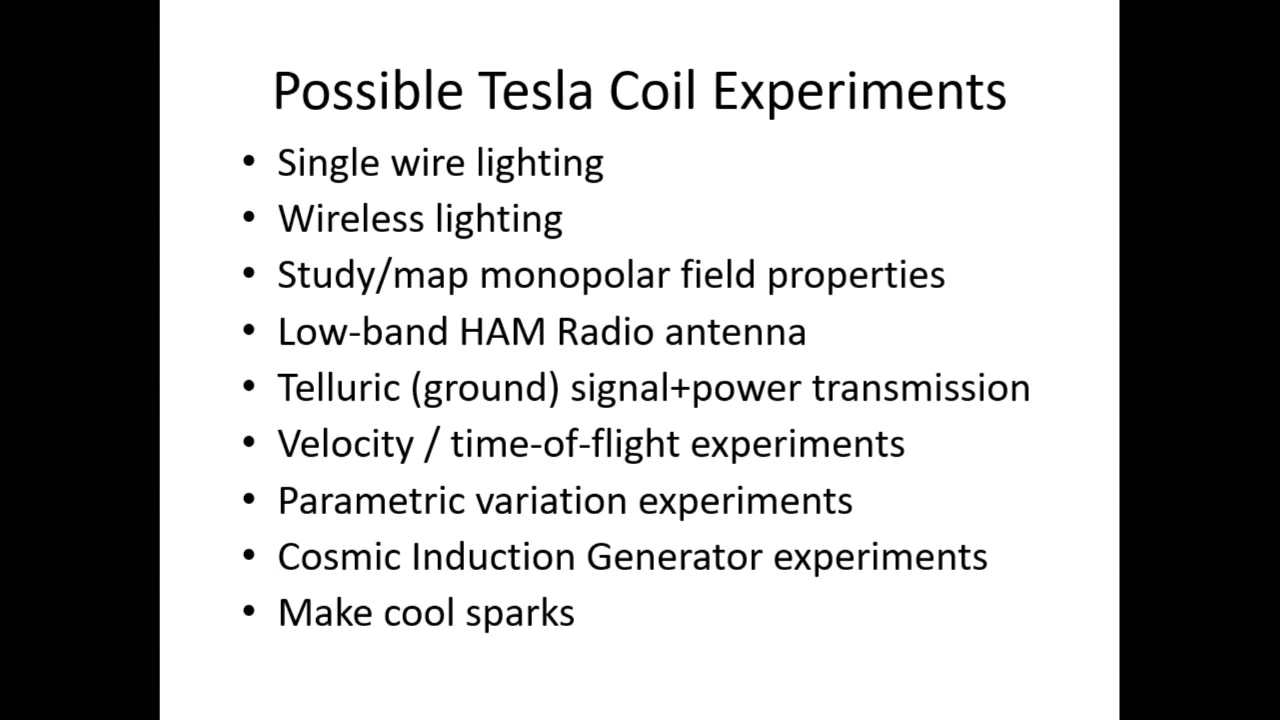 Possible Tesla Coil Experiments
• Single wire lighting
• Wireless lighting
• Study/map monopolar field properties
• Low-band HAM Radio antenna
• Telluric (ground) signal+power transmission
• Velocity / time-of-flight experiments
• Parametric variation experiments
• Cosmic Induction Generator experiments
• Make cool sparks